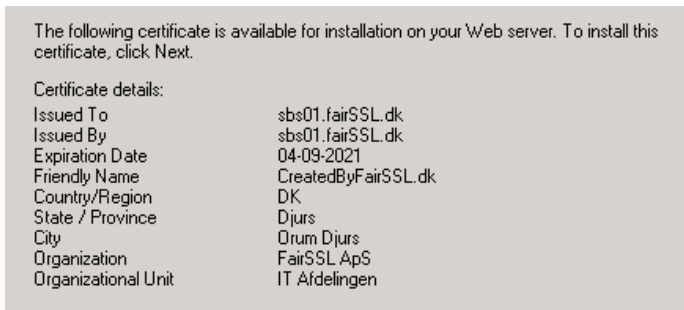 The following certificate is available for installation on your Web server. To install this
certificate, click Next.
Certificate details:
Issued To sbs01.fairSSL.dk
Issued By sbs01.fairSSL.dk
Expiration Date 04-09-2021
Friendly Name CreatedByFairSSL.dk
Country/Region DK
State / Province Djurs
City Orum Djurs
Organization FairSSL ApS
Organizational Unit IT Afdelingen